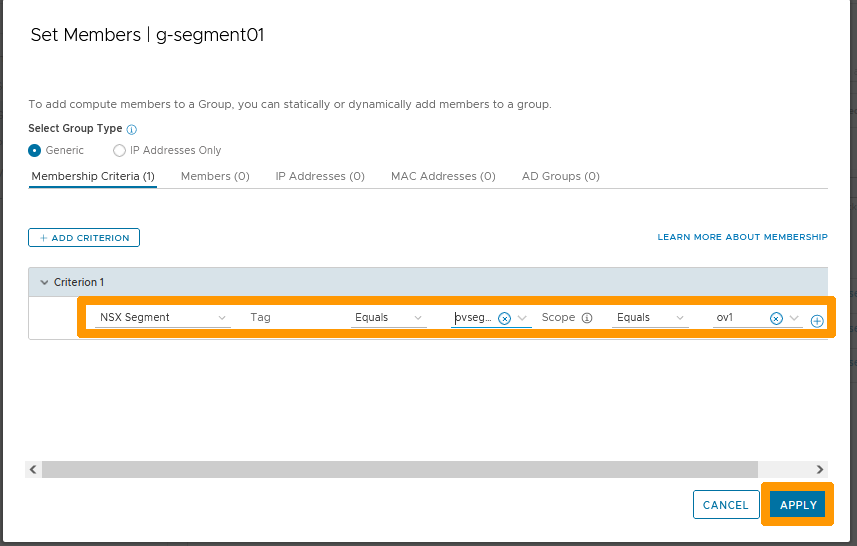 Set Members | g-segment01
To add compute members to a Group, you can statically or dynamically add members to a group.
Select Group Type
Generic IP Addresses Only
Membership Criteria (1) Members (0) IP Addresses (0) MAC Addresses (0) AD Groups (0)
+ ADD CRITERION LEARN MORE ABOUT MEMBERSHIP
Criterion 1
NSX Segment Tag Equals ovseg... Scope Equals ov1
CANCEL APPLY